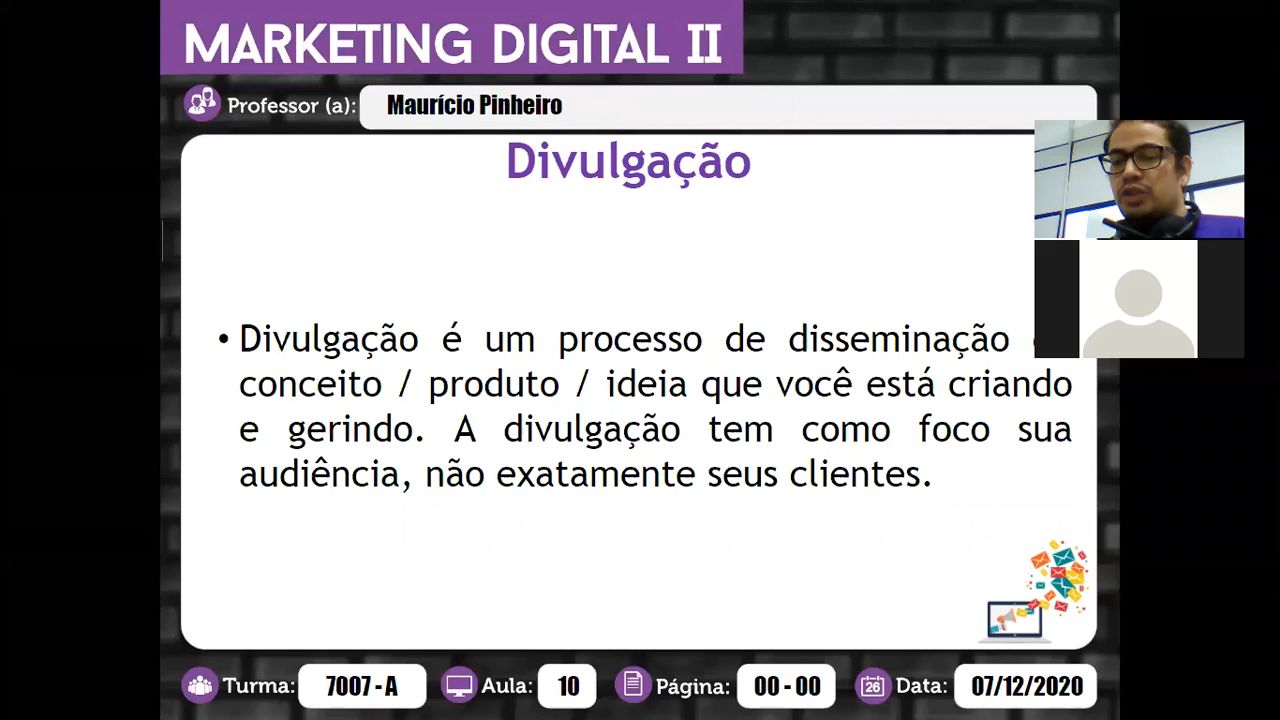 MARKETING DIGITAL II
Professor (a): Maurício Pinheiro
Divulgação
• Divulgação é um processo de disseminação
conceito / produto / ideia que você está criando
e gerindo. A divulgação tem como foco sua
audiência, não exatamente seus clientes.
Turma: 7007 - A Aula: 10 Página: 00 - 00 26 Data: 07/12/2020